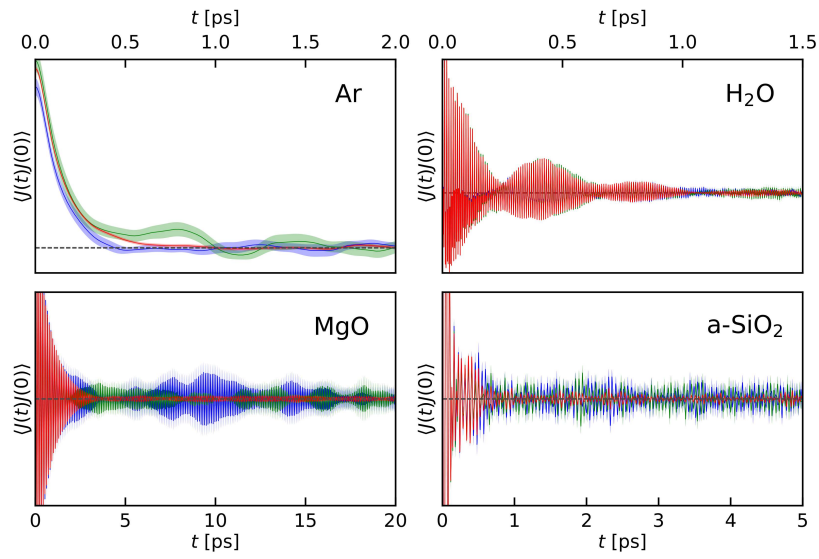 t [ps]
t [ps]
0.0 0.5 1.0 1.5 2.0
0.0 0.5 1.0 1.5
⟨J(t)J(0)⟩
Ar
⟨J(t)J(0)⟩
H₂O
⟨J(t)J(0)⟩
MgO
⟨J(t)J(0)⟩
a-SiO₂
0 5 10 15 20
0 1 2 3 4 5
t [ps]
t [ps]